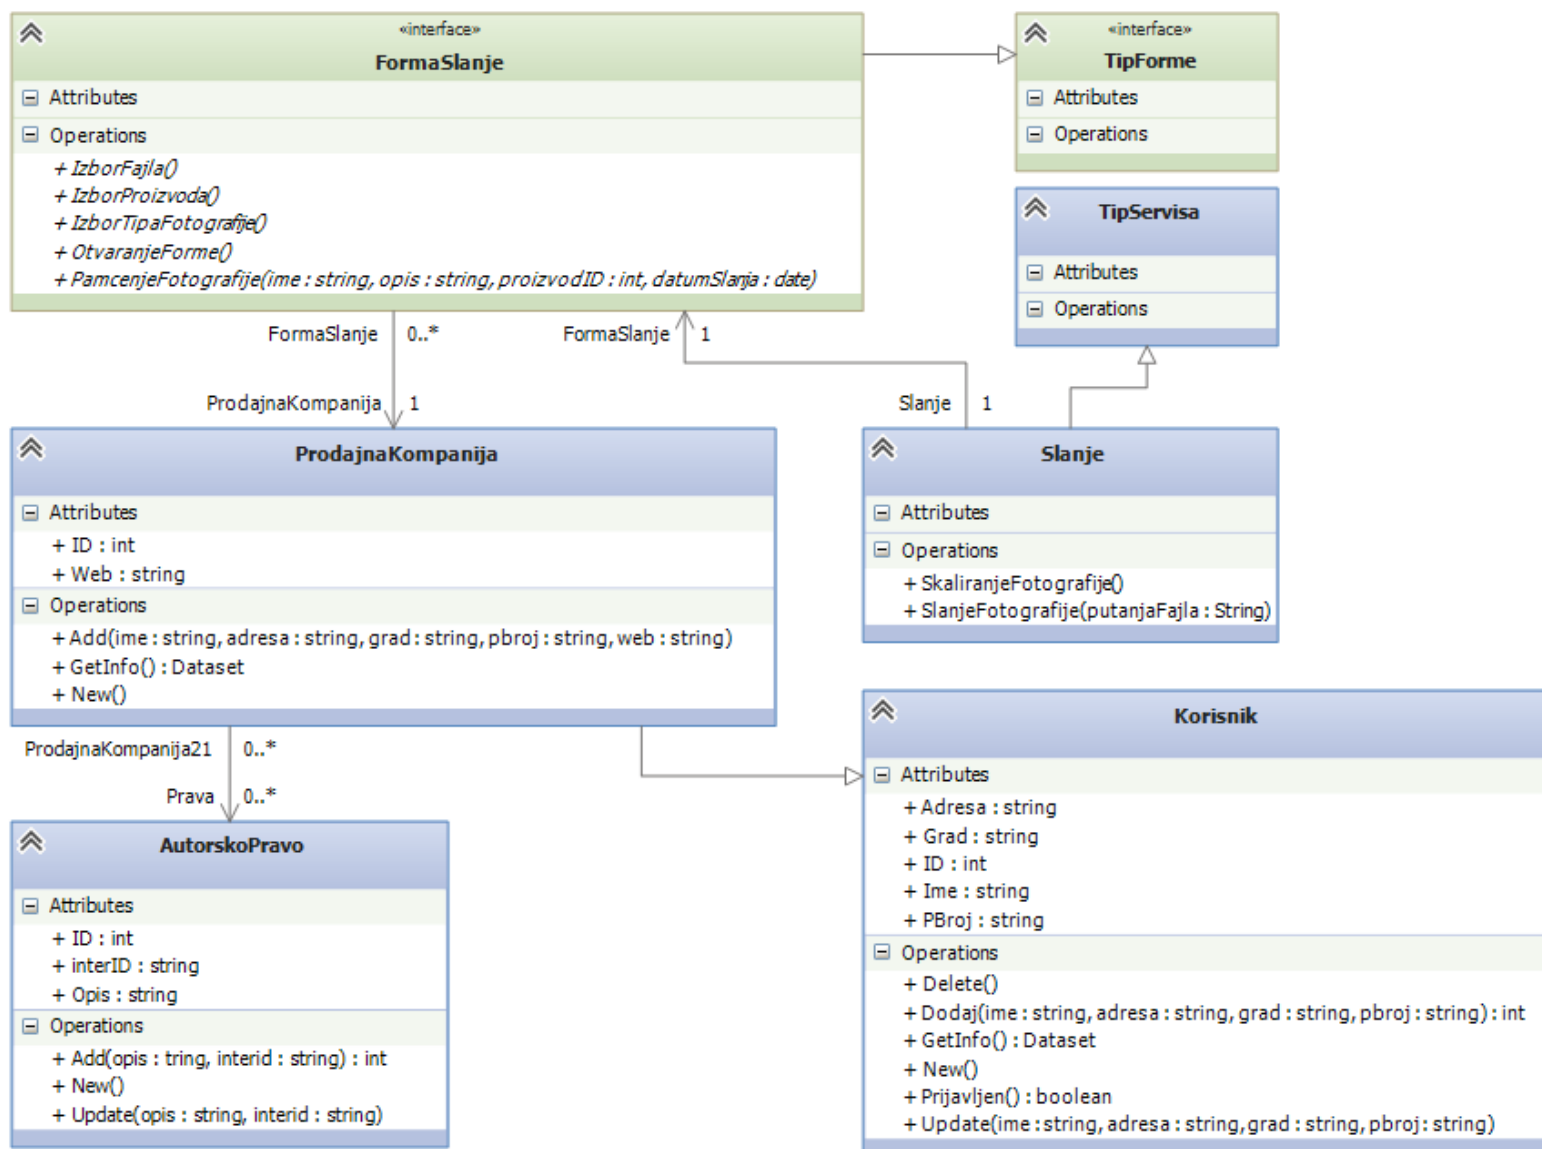 «interface»
FormaSlanje
Attributes
Operations
+ IzborFajla()
+ IzborProizvoda()
+ IzborTipaFotografije()
+ OtvaranjeForme()
+ PamcenjeFotografije(ime : string, opis : string, proizvodID : int, datumSlanja : date)
«interface»
TipForme
Attributes
Operations
TipServisa
Attributes
Operations
FormaSlanje 0..*
FormaSlanje 1
ProdajnaKompanija 1
Slanje 1
ProdajnaKompanija
Attributes
+ ID : int
+ Web : string
Operations
+ Add(ime : string, adresa : string, grad : string, pbroj : string, web : string)
+ GetInfo() : Dataset
+ New()
Slanje
Attributes
Operations
+ SkaliranjeFotografije()
+ SlanjeFotografije(putanjaFajla : String)
ProdajnaKompanija21 0..*
Prava 0..*
AutorskoPravo
Attributes
+ ID : int
+ interID : string
+ Opis : string
Operations
+ Add(opis : tring, interid : string) : int
+ New()
+ Update(opis : string, interid : string)
Korisnik
Attributes
+ Adresa : string
+ Grad : string
+ ID : int
+ Ime : string
+ PBroj : string
Operations
+ Delete()
+ Dodaj(ime : string, adresa : string, grad : string, pbroj : string) : int
+ GetInfo() : Dataset
+ New()
+ Prijavljen() : boolean
+ Update(ime :string, adresa : string, grad : string, pbroj: string)